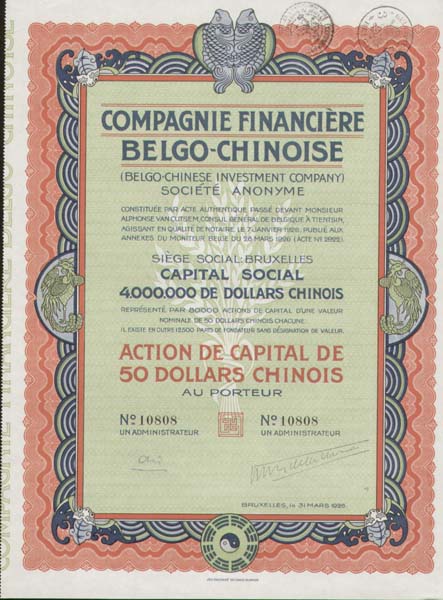 COMPAGNIE FINANCIÈRE
BELGO-CHINOISE
(BELGO-CHINESE INVESTMENT COMPANY)
SOCIÉTÉ ANONYME
CONSTITUÉE PAR ACTE AUTHENTIQUE PASSÉ DEVANT MONSIEUR
ALPHONSE VAN CUTSEM, CONSUL GÉNÉRAL DE BELGIQUE À TIENTSIN,
AGISSANT EN QUALITÉ DE NOTAIRE, LE 7 JANVIER 1926, PUBLIÉ AUX
ANNEXES DU MONITEUR BELGE DU 26 MARS 1926 (ACTE No 2922).
SIÈGE SOCIAL: BRUXELLES
CAPITAL SOCIAL
4.000.000 DE DOLLARS CHINOIS
REPRÉSENTÉ PAR 80000 ACTIONS DE CAPITAL D'UNE VALEUR
NOMINALE DE 50 DOLLARS CHINOIS CHACUNE.
IL EXISTE EN OUTRE 12.500 PARTS DE FONDATEUR SANS DÉSIGNATION DE VALEUR.
ACTION DE CAPITAL DE
50 DOLLARS CHINOIS
AU PORTEUR
No 10808 No 10808
UN ADMINISTRATEUR UN ADMINISTRATEUR
BRUXELLES, le 31 MARS 1926.